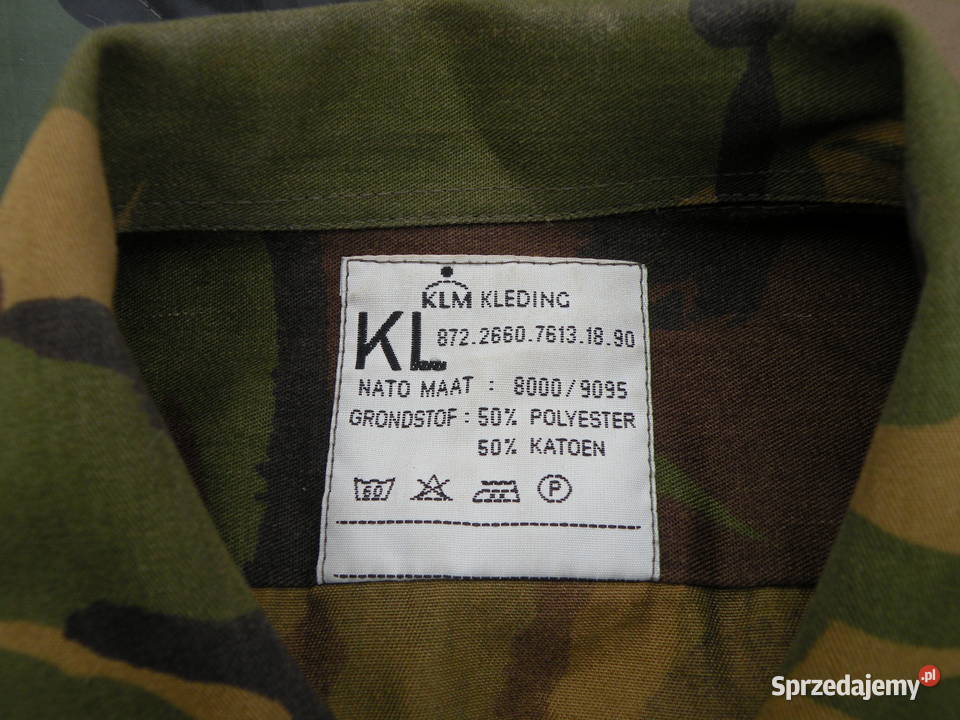 KLM KLEDING
KL 872.2660.7613.18.90
NATO MAAT : 8000/9095
GRONDSTOF : 50% POLYESTER
50% KATOEN
60 P
Sprzedajemy.pl